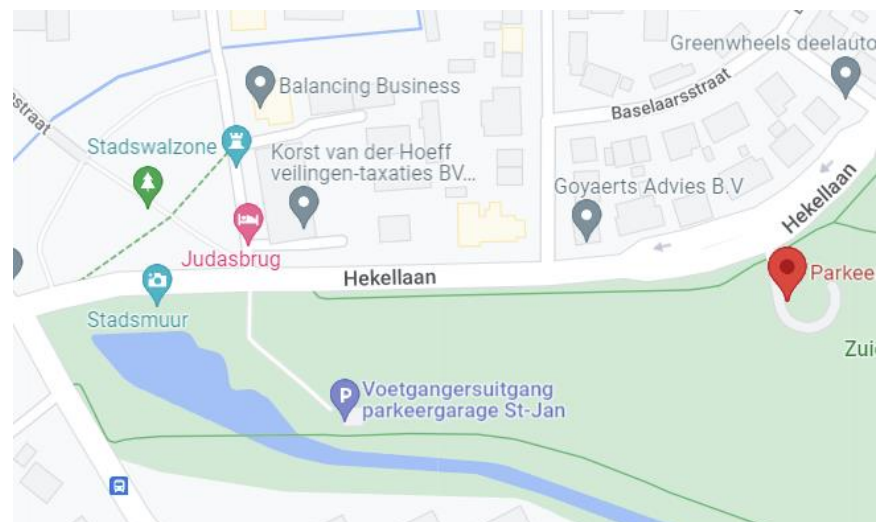 Greenwheels deelauto
Balancing Business
Baselaarsstraat
Stadswalzone
Korst van der Hoeff
veilingen-taxaties BV...
Goyaerts Advies B.V
Hekellaan
Judasbrug
Hekellaan
Parkee
Stadsmuur
Zui
Voetgangersuitgang
parkeergarage St-Jan
P